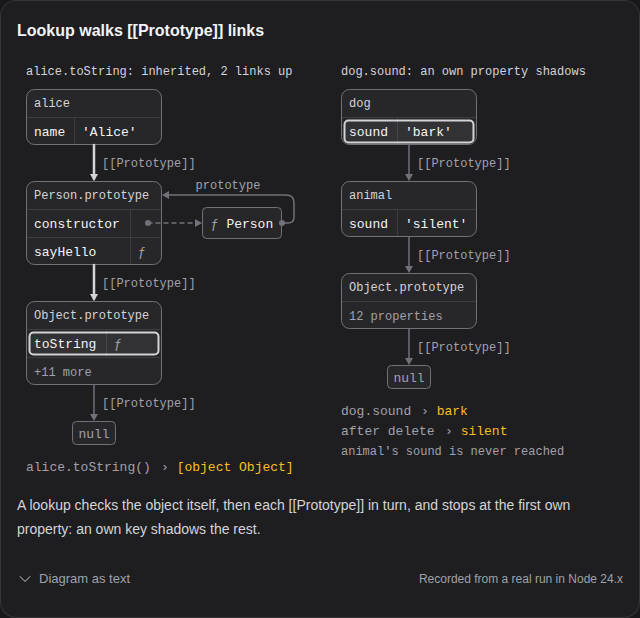 Lookup walks [[Prototype]] links
alice.toString: inherited, 2 links up
alice
name 'Alice'
[[Prototype]]
prototype
Person.prototype
constructor
ƒ Person
sayHello ƒ
[[Prototype]]
Object.prototype
toString ƒ
+11 more
[[Prototype]]
null
alice.toString() › [object Object]
dog.sound: an own property shadows
dog
sound 'bark'
[[Prototype]]
animal
sound 'silent'
[[Prototype]]
Object.prototype
12 properties
[[Prototype]]
null
dog.sound › bark
after delete › silent
animal's sound is never reached
A lookup checks the object itself, then each [[Prototype]] in turn, and stops at the first own
property: an own key shadows the rest.
Diagram as text
Recorded from a real run in Node 24.x